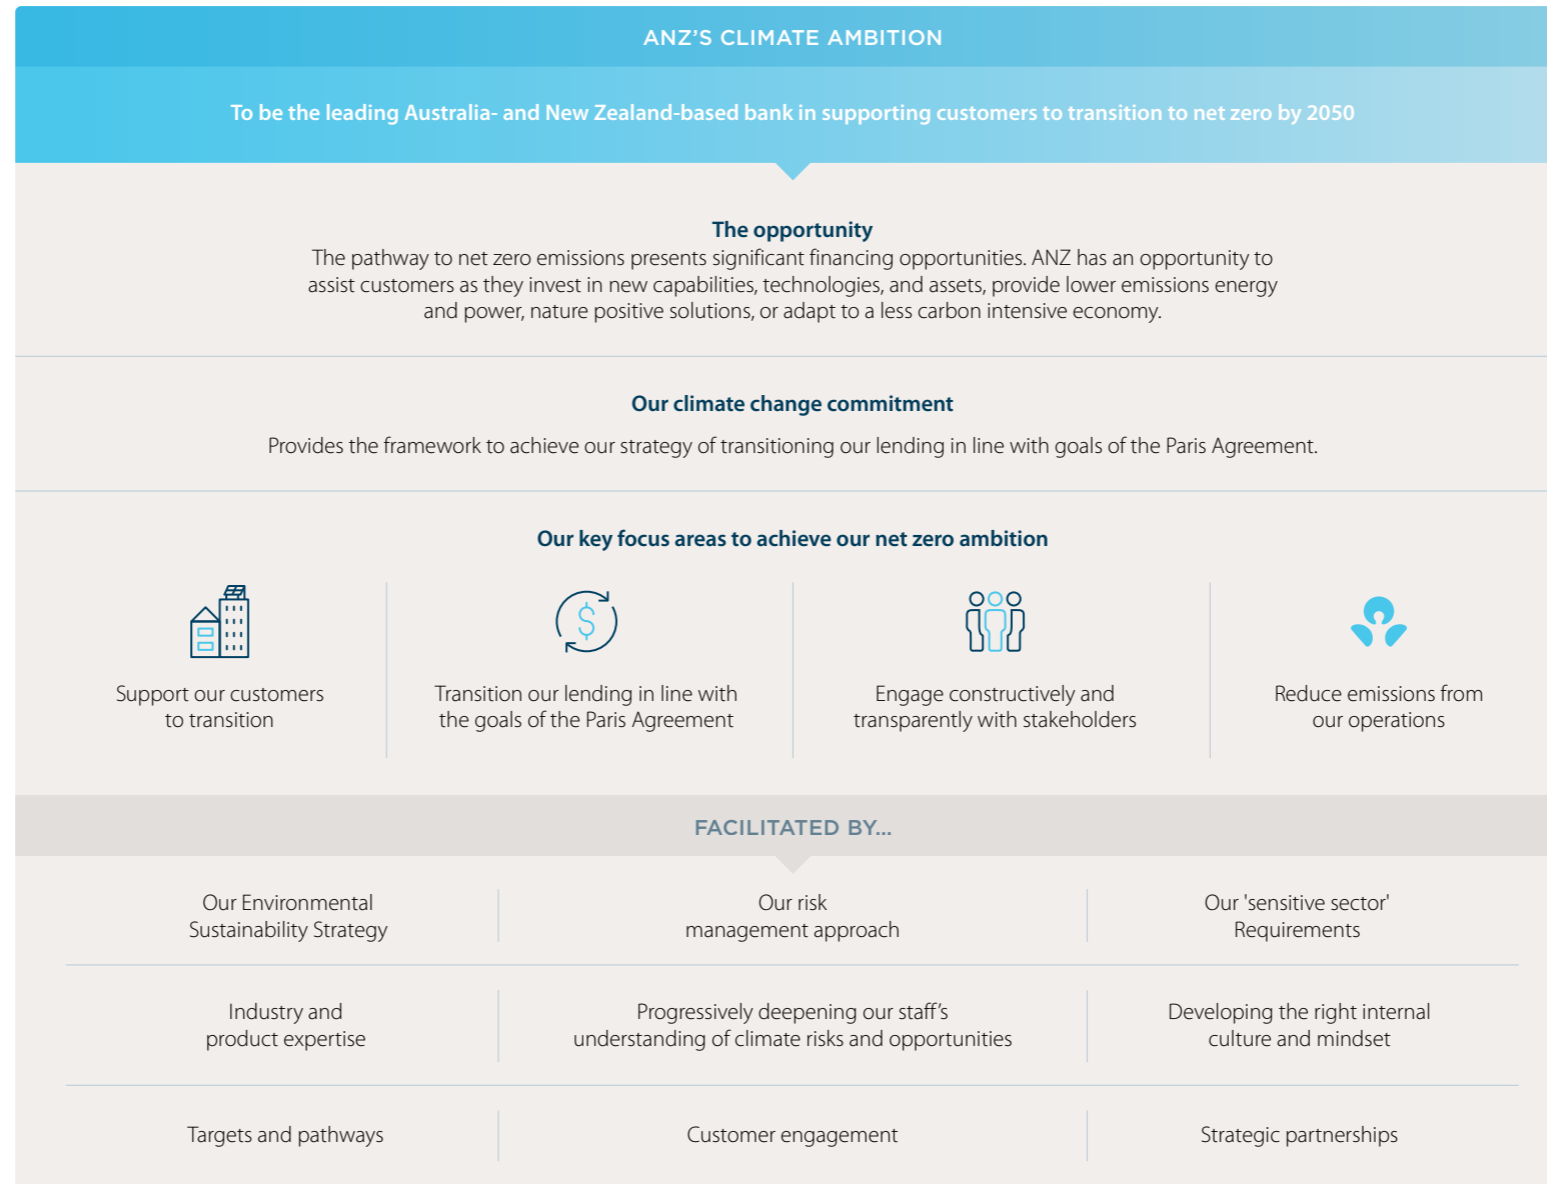 ANZ'S CLIMATE AMBITION
To be the leading Australia- and New Zealand-based bank in supporting customers to transition to net zero by 2050
The opportunity
The pathway to net zero emissions presents significant financing opportunities. ANZ has an opportunity to
assist customers as they invest in new capabilities, technologies, and assets, provide lower emissions energy
and power, nature positive solutions, or adapt to a less carbon intensive economy.
Our climate change commitment
Provides the framework to achieve our strategy of transitioning our lending in line with goals of the Paris Agreement.
Our key focus areas to achieve our net zero ambition
Support our customers
to transition
Transition our lending in line with
the goals of the Paris Agreement
Engage constructively and
transparently with stakeholders
Reduce emissions from
our operations
FACILITATED BY...
Our Environmental
Sustainability Strategy
Our risk
management approach
Our 'sensitive sector'
Requirements
Industry and
product expertise
Progressively deepening our staff's
understanding of climate risks and opportunities
Developing the right internal
culture and mindset
Targets and pathways
Customer engagement
Strategic partnerships